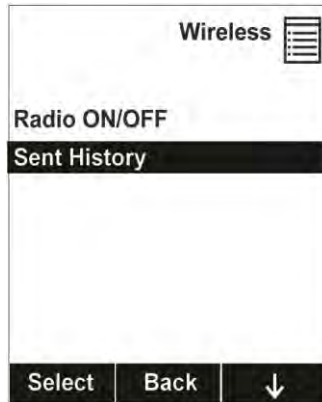 Wireless
Radio ON/OFF
Sent History
Select Back ↓